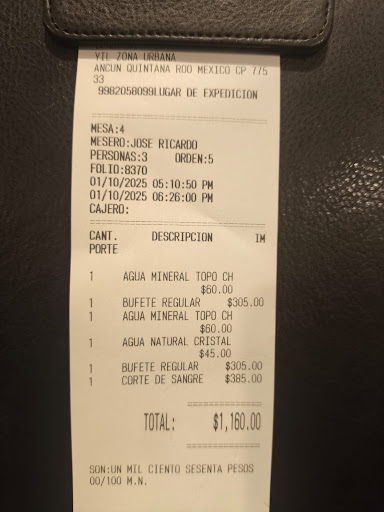 YIL ZONA URBANA
ANCUN QUINTANA ROO MEXICO CP 775
33
9982058099LUGAR DE EXPEDICION
MESA:4
MESERO:JOSE RICARDO
PERSONAS:3 ORDEN:5
FOLIO:8370
01/10/2025 05:10:50 PM
01/10/2025 06:26:00 PM
CAJERO:
CANT. DESCRIPCION IM
PORTE
1 AGUA MINERAL TOPO CH
$60.00
1 BUFETE REGULAR $305.00
1 AGUA MINERAL TOPO CH
$60.00
1 AGUA NATURAL CRISTAL
$45.00
1 BUFETE REGULAR $305.00
1 CORTE DE SANGRE $385.00
TOTAL: $1,160.00
SON:UN MIL CIENTO SESENTA PESOS
00/100 M.N.